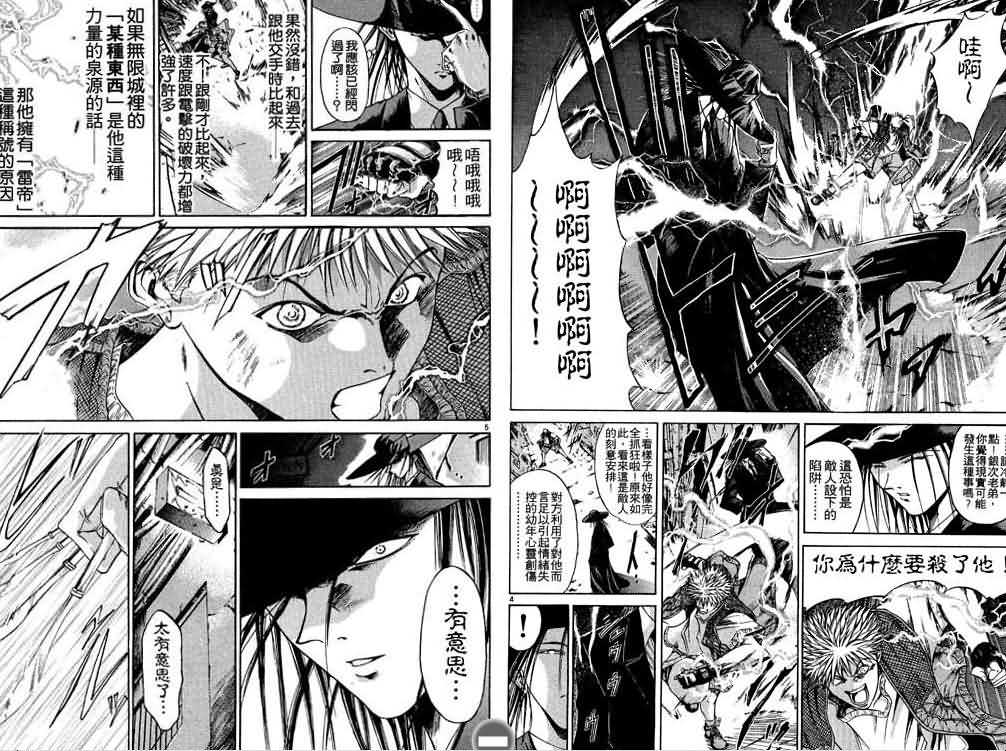 哇啊~
~~啊啊啊啊啊啊~~~~!
點!銀次老弟,
你覺得現實可能
發生這種事嗎?
這恐怕是
敵人設下的
陷阱。
你為什麼要殺了他!
…看樣子他好像完
全抓狂啦!原來如
此,看來這是敵人
的刻意安排
對方利用了對他而
言足以引起情緒失
控的幼年心靈創傷
!
4
我應該已經閃
過了啊……?
唔哦哦
哦~~!
果然沒錯,和過去
跟他交手時比起來
不!跟剛才比起來,
速度跟電擊的破壞力都增
強了許多。
如果無限城裡的
「某種東西」是他這種
力量的泉源的話——
那他擁有「雷帝」
這種稱號的原因
5
…有意思…
真是…
太有意思了…